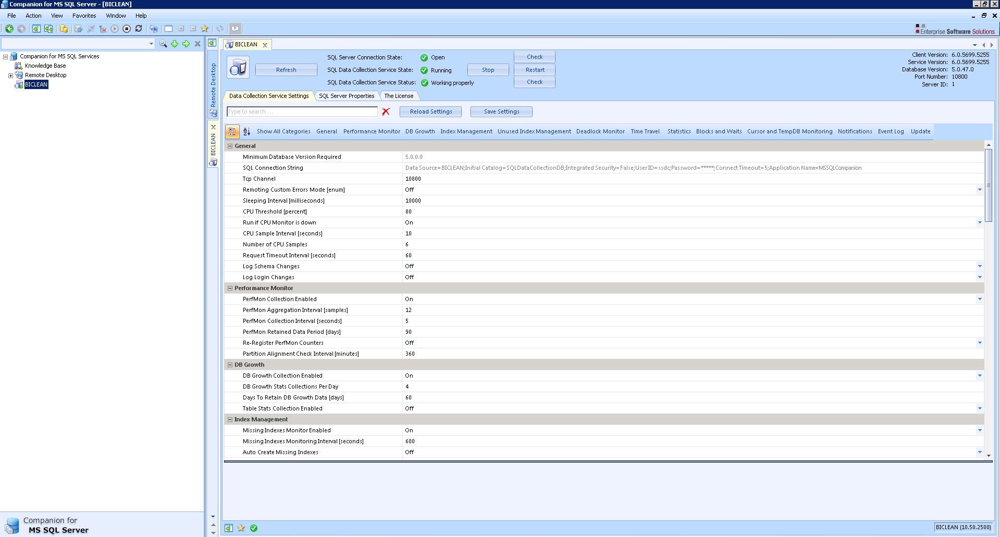 Companion for MS SQL Server - [BICLEAN]
File Action View Favorites Window Help
Enterprise Software Solutions
Companion for MS SQL Services
Knowledge Base
Remote Desktop
BICLEAN
Remote Desktop
BICLEAN
BICLEAN
Refresh
SQL Server Connection State: Open Check
SQL Data Collection Service State: Running Stop Restart
SQL Data Collection Service Status: Working properly Check
Client Version: 6.0.5699.5255
Service Version: 6.0.5699.5255
Database Version: 5.0.47.0
Port Number: 10800
Server ID: 1
Data Collection Service Settings SQL Server Properties The License
Type to search ... Reload Settings Save Settings
Show All Categories General Performance Monitor DB Growth Index Management Unused Index Management Deadlock Monitor Time Travel Statistics Blocks and Waits Cursor and TempDB Monitoring Notifications Event Log Update
General
Minimum Database Version Required 5.0.0.0
SQL Connection String Data Source=BICLEAN;Initial Catalog=SQLDataCollectionDB;Integrated Security=False;User ID=ssdc;Password=*****;Connect Timeout=5;Application Name=MSSQLCompanion
Tcp Channel 10800
Remoting Custom Errors Mode [enum] Off
Sleeping Interval [milliseconds] 10000
CPU Threshold [percent] 80
Run if CPU Monitor is down On
CPU Sample Interval [seconds] 10
Number of CPU Samples 6
Request Timeout Interval [seconds] 60
Log Schema Changes Off
Log Login Changes Off
Performance Monitor
PerfMon Collection Enabled On
PerfMon Aggregation Interval [samples] 12
PerfMon Collection Interval [seconds] 5
PerfMon Retained Data Period [days] 90
Re-Register PerfMon Counters Off
Partition Alignment Check Interval [minutes] 360
DB Growth
DB Growth Collection Enabled On
DB Growth Stats Collections Per Day 4
Days To Retain DB Growth Data [days] 60
Table Stats Collection Enabled Off
Index Management
Missing Indexes Monitor Enabled On
Missing Indexes Monitoring Interval [seconds] 600
Auto Create Missing Indexes Off
Companion for
MS SQL Server
BICLEAN (10.50.2500)